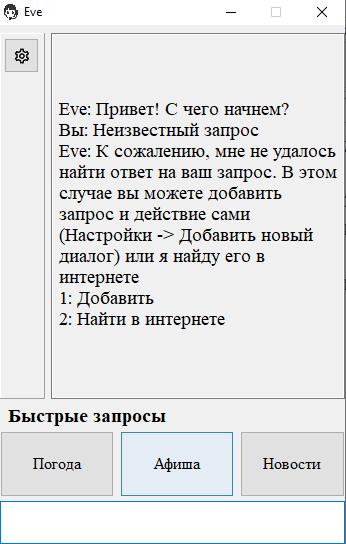 Eve
Eve: Привет! С чего начнем?
Вы: Неизвестный запрос
Eve: К сожалению, мне не удалось
найти ответ на ваш запрос. В этом
случае вы можете добавить
запрос и действие сами
(Настройки -> Добавить новый
диалог) или я найду его в
интернете
1: Добавить
2: Найти в интернете
Быстрые запросы
Погода
Афиша
Новости